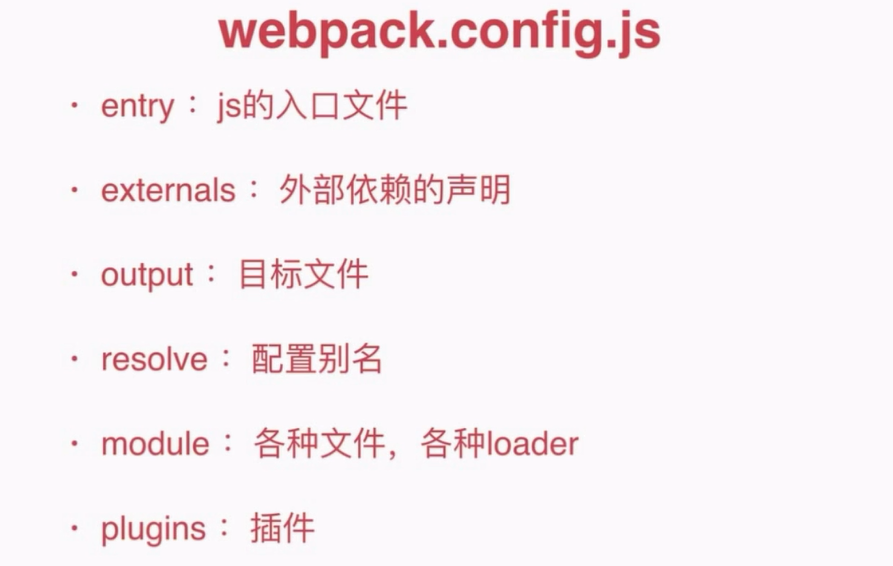 webpack.config.js
· entry： js的入口文件
· externals： 外部依赖的声明
· output： 目标文件
· resolve： 配置别名
· module： 各种文件，各种loader
· plugins： 插件